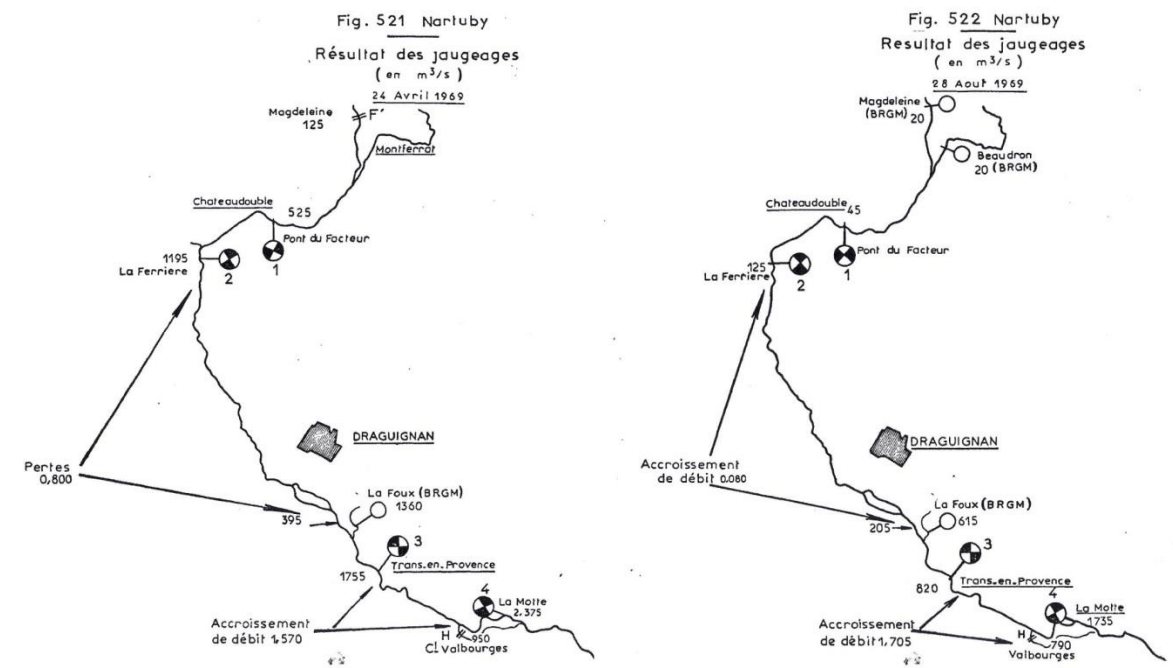 Fig. 521 Nartuby
Résultat des jaugeages
( en m³/s )
24 Avril 1969
Magdeleine
125
F'
Montferrat
Chateaudouble
525
Pont du Facteur
1195
La Ferriere
2
1
DRAGUIGNAN
Pertes
0,800
La Foux (BRGM)
1360
395
3
Trans.en.Provence
1755
4
La Motte
2,375
Accroissement
de débit 1,570
H
950
Cl Valbourges
Fig. 522 Nartuby
Resultat des jaugeages
( en m³/s )
28 Aout 1969
Magdeleine
(BRGM) 20
Beaudron
20 (BRGM)
Chateaudouble
45
Pont du Facteur
125
La Ferriere
2
1
DRAGUIGNAN
Accroissement
de débit 0.080
La Foux (BRGM)
615
205
3
Trans.en.Provence
820
4
La Motte
1735
Accroissement
de débit 1,705
H
790
Valbourges